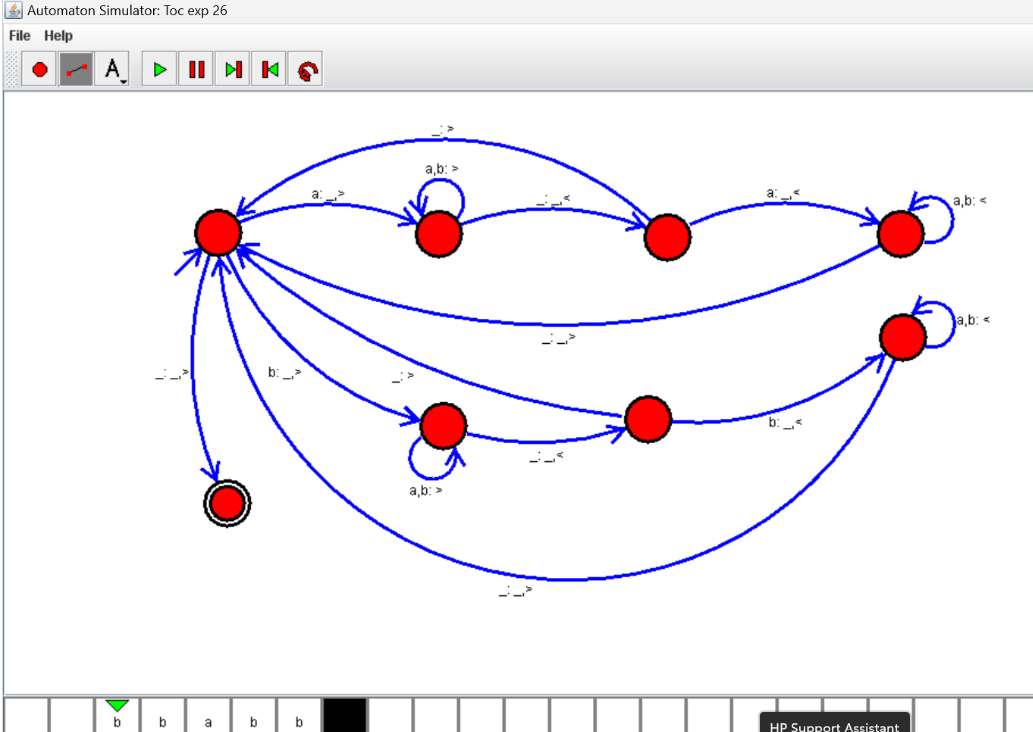 Automaton Simulator: Toc exp 26
File Help
A
_: >
a,b: >
a: _,>
_: _,<
a: _,<
a,b: <
_: _,>
a,b: <
_: _,>
b: _,>
_: >
b: _,<
_: _,<
a,b: >
_: _,>
b b a b b
HP Support Assistant